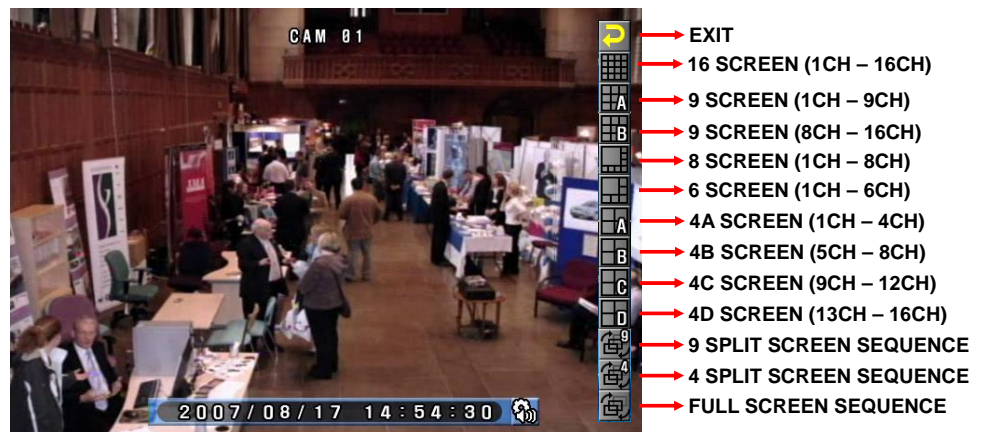 CAM 01
EXIT
16 SCREEN (1CH – 16CH)
A
9 SCREEN (1CH – 9CH)
B
9 SCREEN (8CH – 16CH)
8 SCREEN (1CH – 8CH)
6 SCREEN (1CH – 6CH)
A
4A SCREEN (1CH – 4CH)
B
4B SCREEN (5CH – 8CH)
C
4C SCREEN (9CH – 12CH)
D
4D SCREEN (13CH – 16CH)
9
9 SPLIT SCREEN SEQUENCE
4
4 SPLIT SCREEN SEQUENCE
FULL SCREEN SEQUENCE
2007/08/17 14:54:30